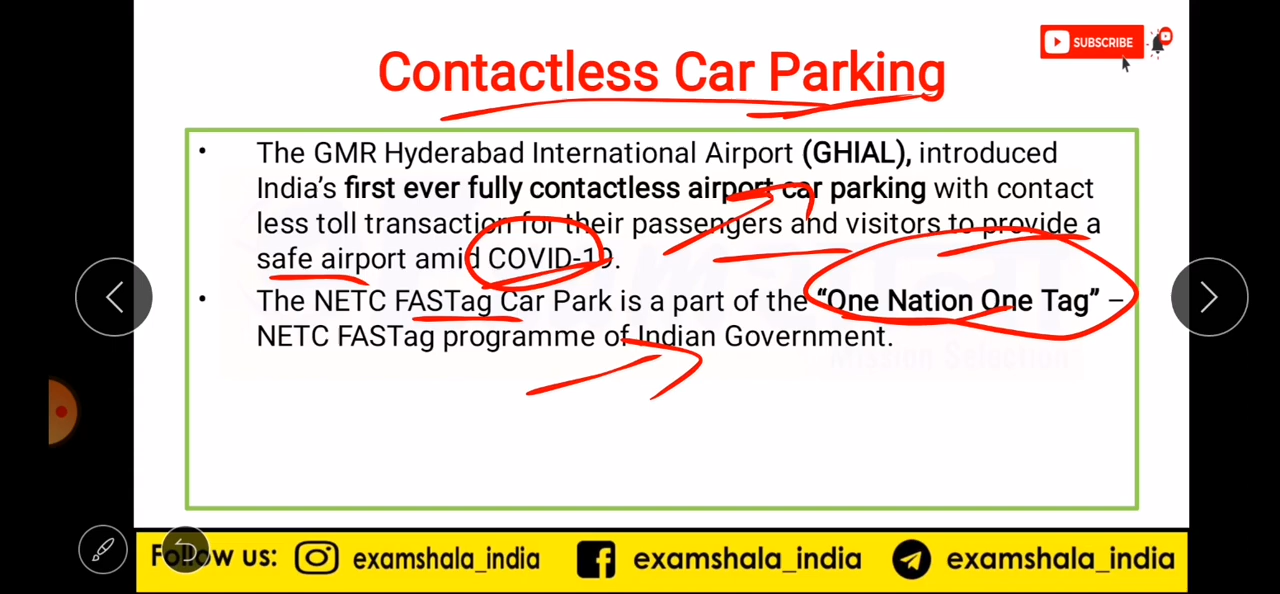 SUBSCRIBE
Contactless Car Parking
• The GMR Hyderabad International Airport (GHIAL), introduced
India's first ever fully contactless airport car parking with contact
less toll transaction for their passengers and visitors to provide a
safe airport amid COVID-19.
• The NETC FASTag Car Park is a part of the “One Nation One Tag” –
NETC FASTag programme of Indian Government.
Mission Selection
Follow us: examshala_india examshala_india examshala_india